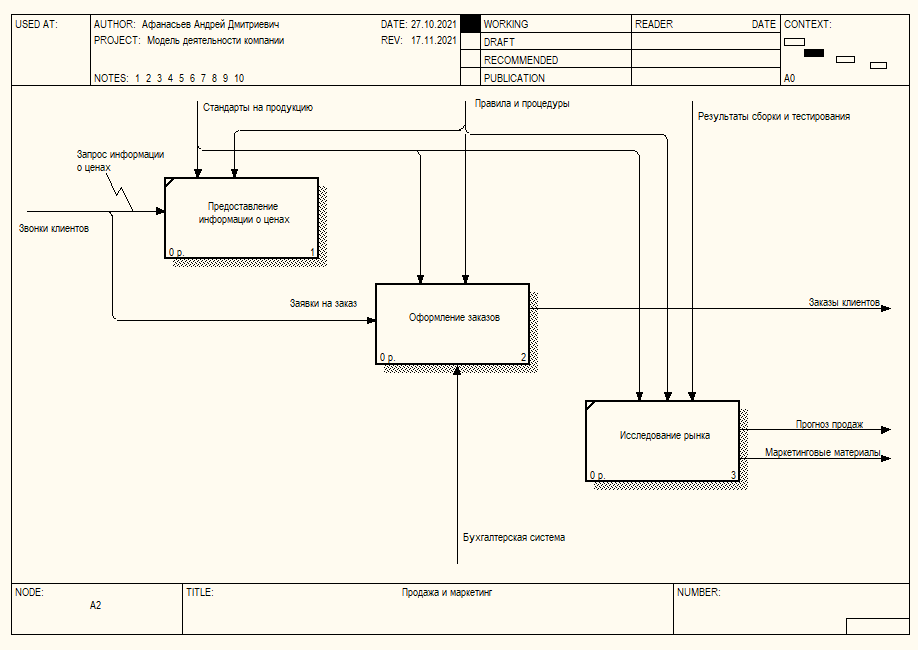 USED AT:
AUTHOR: Афанасьев Андрей Дмитриевич
DATE: 27.10.2021
PROJECT: Модель деятельности компании
REV: 17.11.2021
NOTES: 1 2 3 4 5 6 7 8 9 10
WORKING
DRAFT
RECOMMENDED
PUBLICATION
READER
DATE
CONTEXT:
A0
Стандарты на продукцию
Правила и процедуры
Результаты сборки и тестирования
Запрос информации
о ценах
Звонки клиентов
Предоставление
информации о ценах
0 р.
1
Заявки на заказ
Оформление заказов
0 р.
2
Заказы клиентов
Исследование рынка
0 р.
3
Прогноз продаж
Маркетинговые материалы
Бухгалтерская система
NODE:
A2
TITLE:
Продажа и маркетинг
NUMBER: